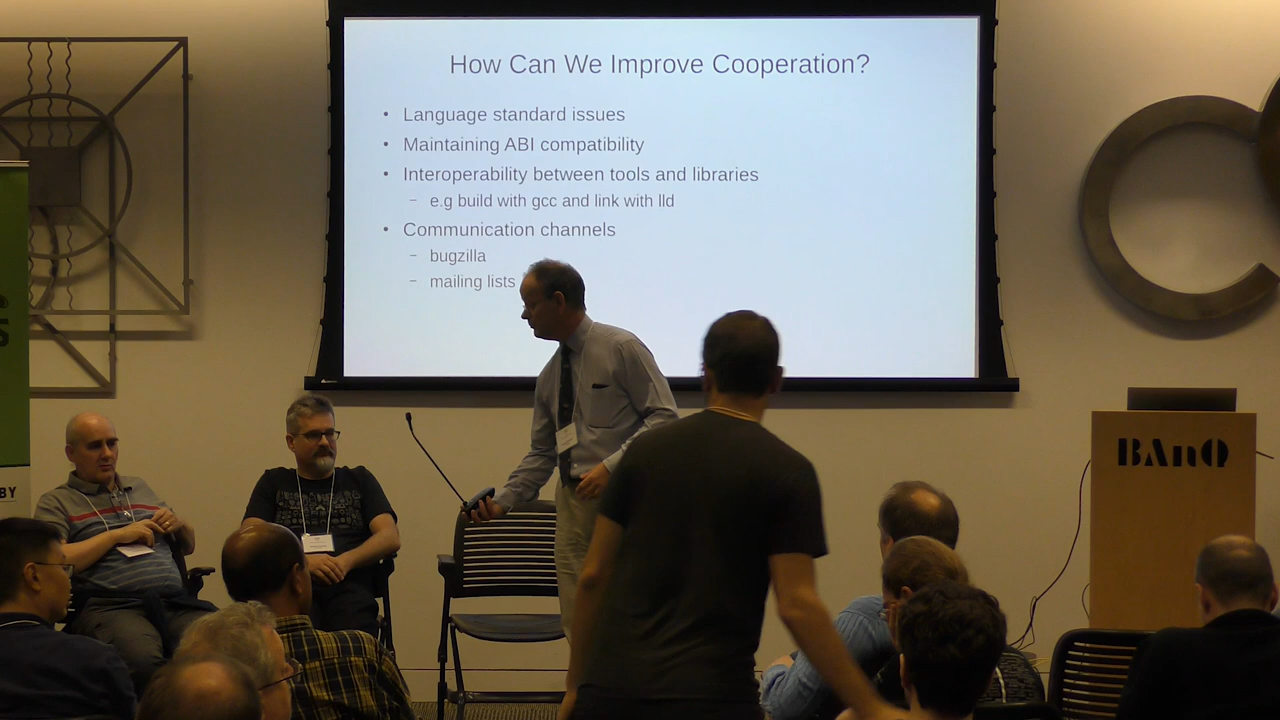 How Can We Improve Cooperation?
• Language standard issues
• Maintaining ABI compatibility
• Interoperability between tools and libraries
– e.g build with gcc and link with lld
• Communication channels
– bugzilla
– mailing lists
S
BY
BAnQ